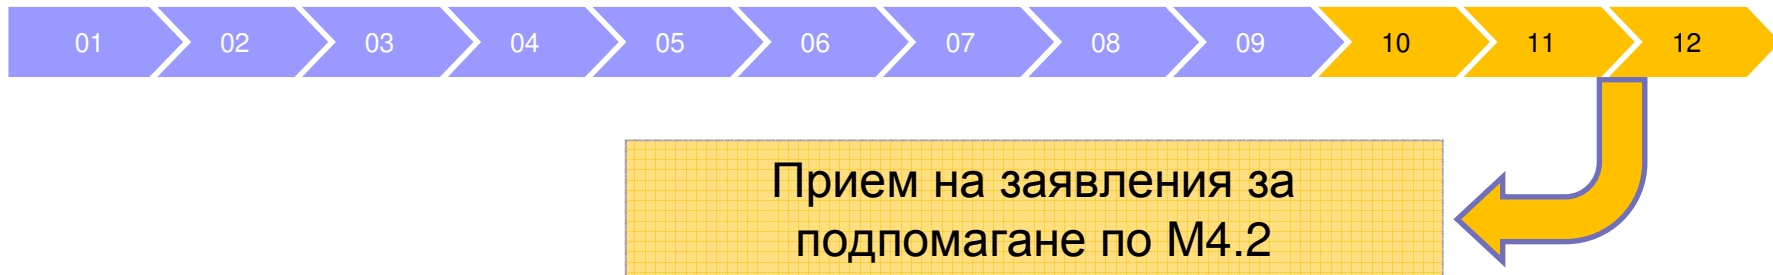 01 02 03 04 05 06 07 08 09 10 11 12
Прием на заявления за
подпомагане по М4.2